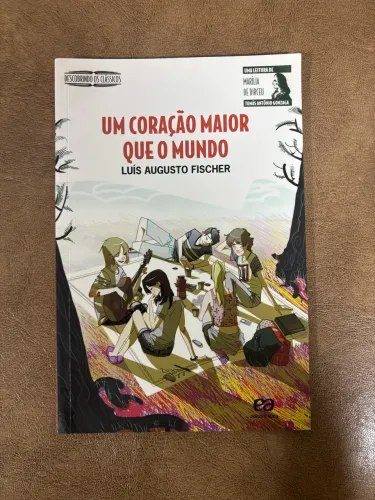 DESCOBRINDO OS CLÁSSICOS
UMA LEITURA DE
MARÍLIA
DE DIRCEU
TOMÁS ANTÔNIO GONZAGA
UM CORAÇÃO MAIOR
QUE O MUNDO
LUÍS AUGUSTO FISCHER